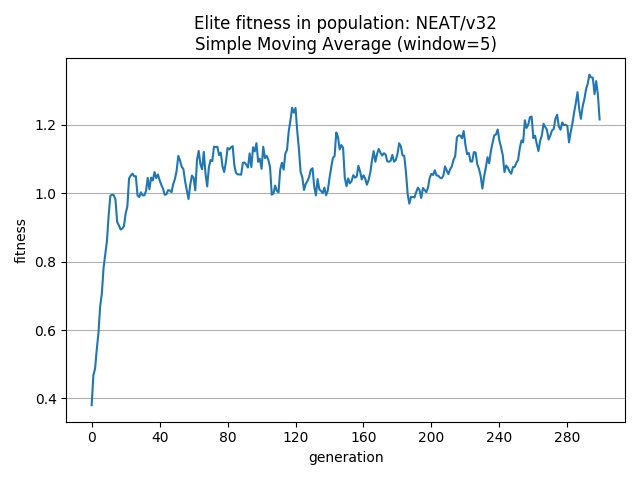 Elite fitness in population: NEAT/v32
Simple Moving Average (window=5)
fitness
1.2
1.0
0.8
0.6
0.4
0 40 80 120 160 200 240 280
generation